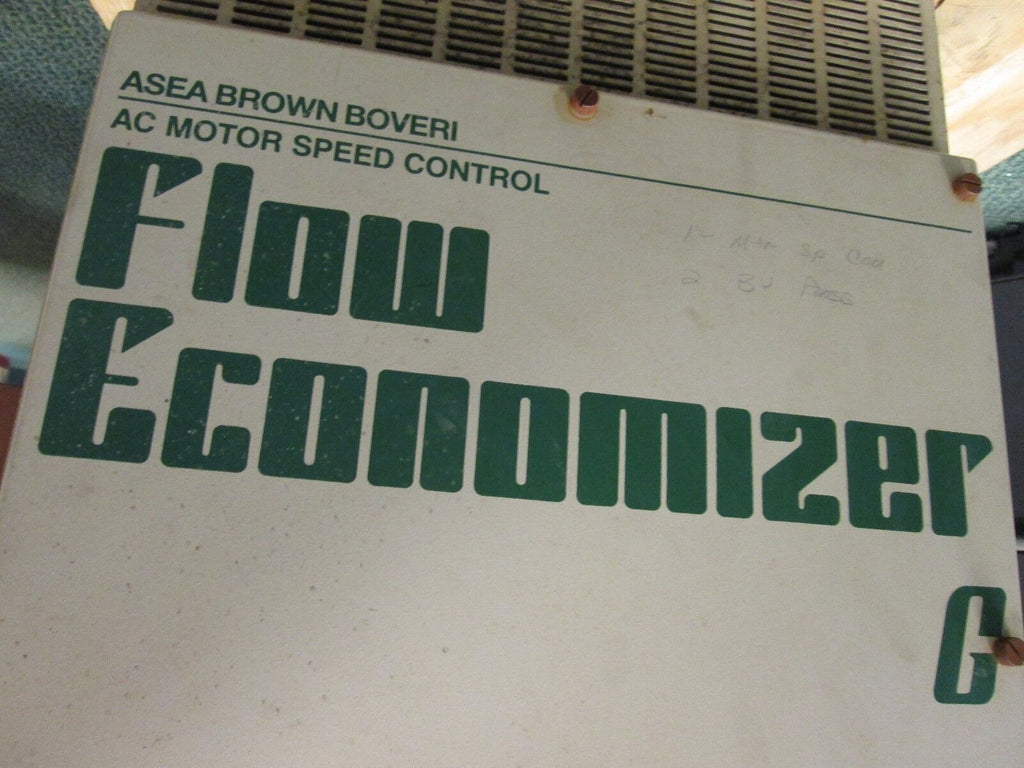 ASEA BROWN BOVERI
AC MOTOR SPEED CONTROL
Flow
Economizer
G